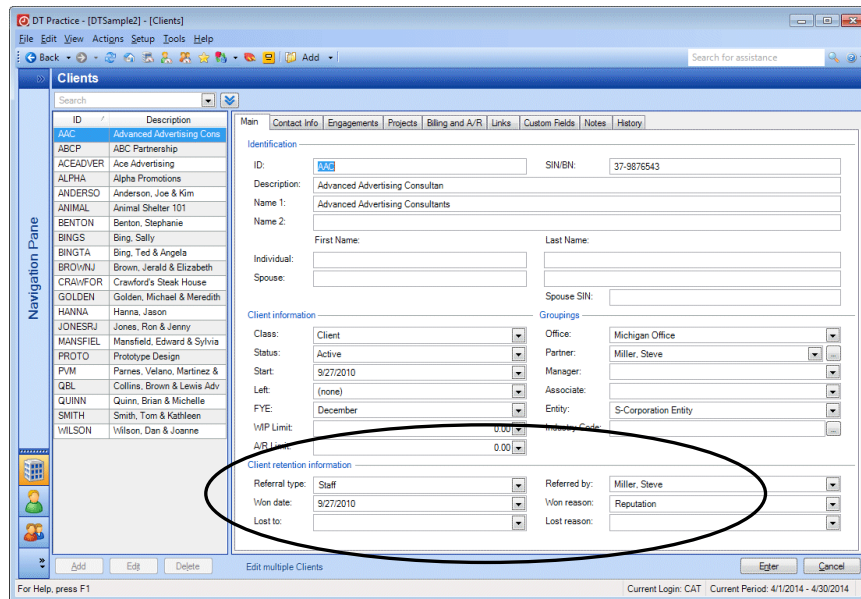 DT Practice - [DTSample2] - [Clients]
File Edit View Actions Setup Tools Help
Back Add Search for assistance
Clients
Search
Navigation Pane
ID Description
AAC Advanced Advertising Cons
ABCP ABC Partnership
ACEADVER Ace Advertising
ALPHA Alpha Promotions
ANDERSO Anderson, Joe & Kim
ANIMAL Animal Shelter 101
BENTON Benton, Stephanie
BINGS Bing, Sally
BINGTA Bing, Ted & Angela
BROWNJ Brown, Jerald & Elizabeth
CRAWFOR Crawford's Steak House
GOLDEN Golden, Michael & Meredith
HANNA Hanna, Jason
JONESRJ Jones, Ron & Jenny
MANSFIEL Mansfield, Edward & Sylvia
PROTO Prototype Design
PVM Parnes, Velano, Martinez &
QBL Collins, Brown & Lewis Adv
QUINN Quinn, Brian & Michelle
SMITH Smith, Tom & Kathleen
WILSON Wilson, Dan & Joanne
Main Contact Info Engagements Projects Billing and A/R Links Custom Fields Notes History
Identification
ID: AAC SIN/BN: 37-9876543
Description: Advanced Advertising Consultan
Name 1: Advanced Advertising Consultants
Name 2:
First Name: Last Name:
Individual:
Spouse:
Spouse SIN:
Client information Groupings
Class: Client Office: Michigan Office
Status: Active Partner: Miller, Steve
Start: 9/27/2010 Manager:
Left: (none) Associate:
FYE: December Entity: S-Corporation Entity
WIP Limit: 0.00 Industry Code:
A/R Limit: 0.00
Client retention information
Referral type: Staff Referred by: Miller, Steve
Won date: 9/27/2010 Won reason: Reputation
Lost to: Lost reason:
Add Edit Delete Edit multiple Clients Enter Cancel
For Help, press F1 Current Login: CAT Current Period: 4/1/2014 - 4/30/2014